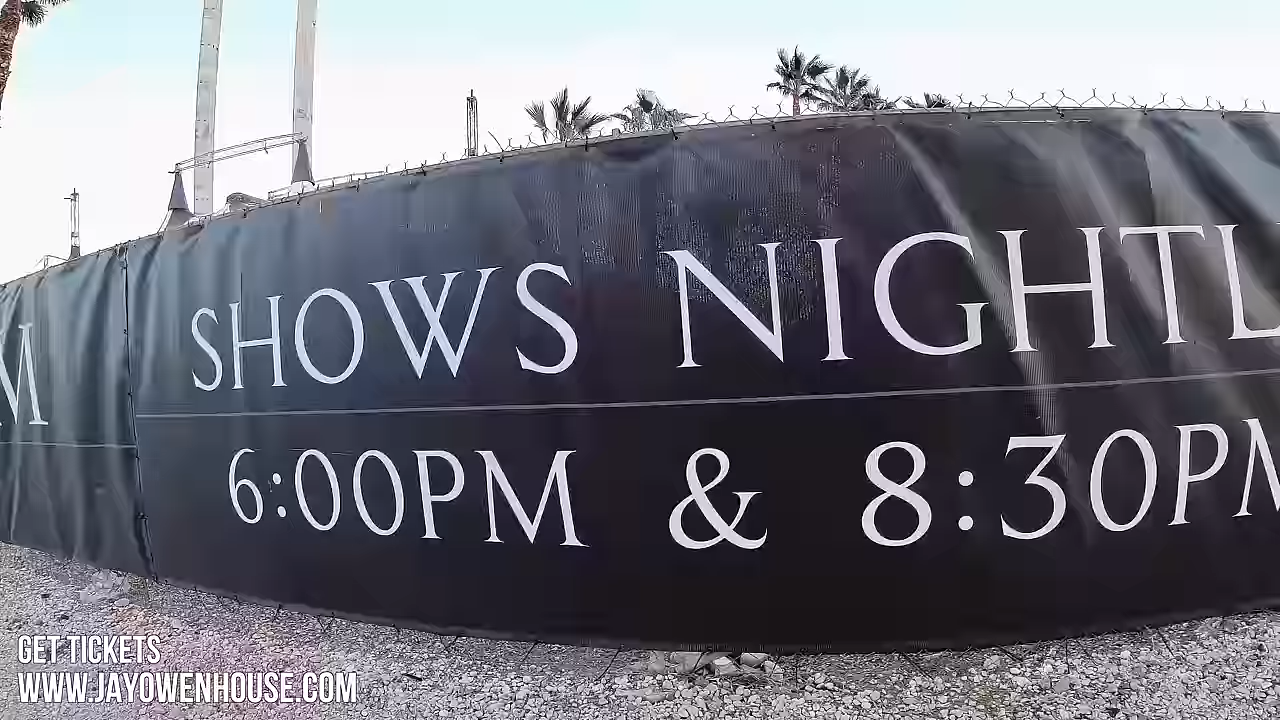 M
SHOWS NIGHTL
6:00PM & 8:30PM
GET TICKETS
WWW.JAYOWENHOUSE.COM